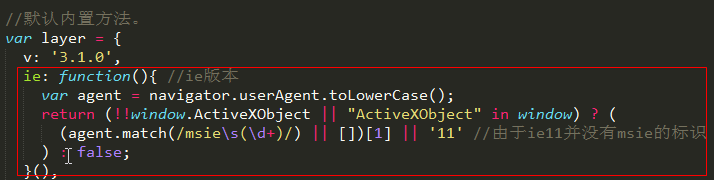 //默认内置方法。
var layer = {
  v: '3.1.0',
  ie: function(){ //ie版本
    var agent = navigator.userAgent.toLowerCase();
    return (!!window.ActiveXObject || "ActiveXObject" in window) ? (
      (agent.match(/msie\s(\d+)/) || [])[1] || '11' //由于ie11并没有msie的标识
    ) : false;
  }(),